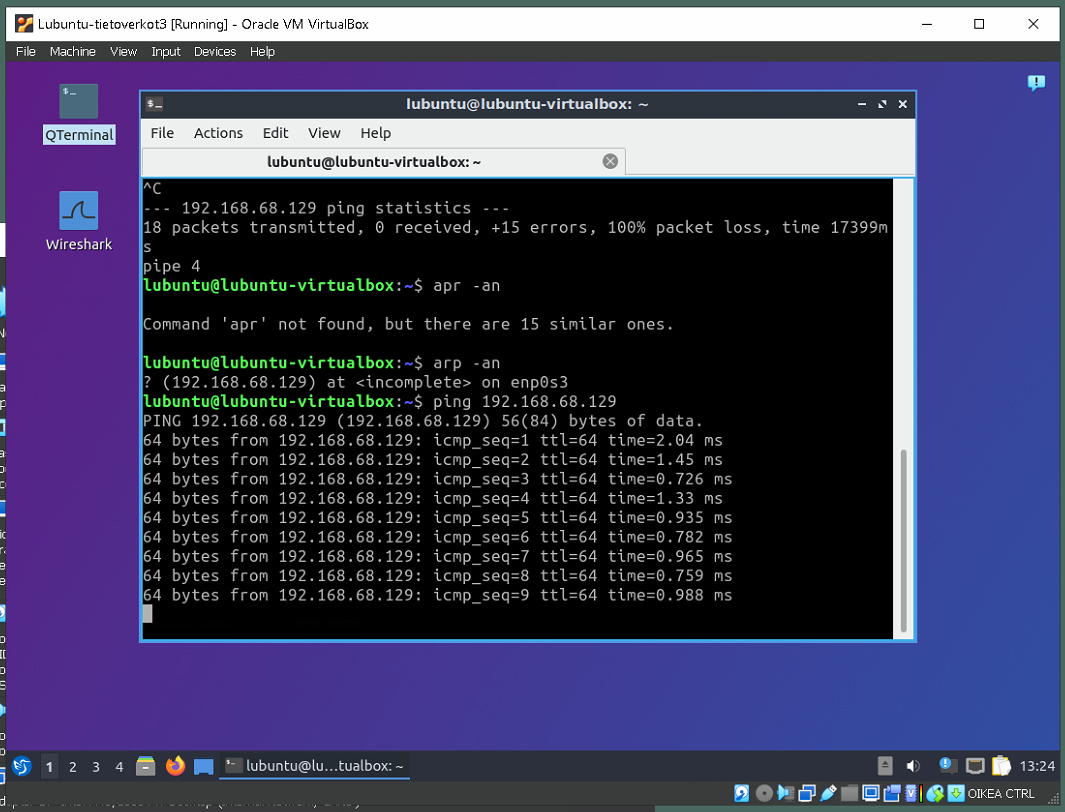 Lubuntu-tietoverkot3 [Running] - Oracle VM VirtualBox
File Machine View Input Devices Help
QTerminal
Wireshark
lubuntu@lubuntu-virtualbox: ~
File Actions Edit View Help
lubuntu@lubuntu-virtualbox: ~
^C
--- 192.168.68.129 ping statistics ---
18 packets transmitted, 0 received, +15 errors, 100% packet loss, time 17399m
s
pipe 4
lubuntu@lubuntu-virtualbox:~$ apr -an
Command 'apr' not found, but there are 15 similar ones.
lubuntu@lubuntu-virtualbox:~$ arp -an
? (192.168.68.129) at <incomplete> on enp0s3
lubuntu@lubuntu-virtualbox:~$ ping 192.168.68.129
PING 192.168.68.129 (192.168.68.129) 56(84) bytes of data.
64 bytes from 192.168.68.129: icmp_seq=1 ttl=64 time=2.04 ms
64 bytes from 192.168.68.129: icmp_seq=2 ttl=64 time=1.45 ms
64 bytes from 192.168.68.129: icmp_seq=3 ttl=64 time=0.726 ms
64 bytes from 192.168.68.129: icmp_seq=4 ttl=64 time=1.33 ms
64 bytes from 192.168.68.129: icmp_seq=5 ttl=64 time=0.935 ms
64 bytes from 192.168.68.129: icmp_seq=6 ttl=64 time=0.782 ms
64 bytes from 192.168.68.129: icmp_seq=7 ttl=64 time=0.965 ms
64 bytes from 192.168.68.129: icmp_seq=8 ttl=64 time=0.759 ms
64 bytes from 192.168.68.129: icmp_seq=9 ttl=64 time=0.988 ms
1 2 3 4 lubuntu@lu…tualbox: ~ 13:24
OIKEA CTRL